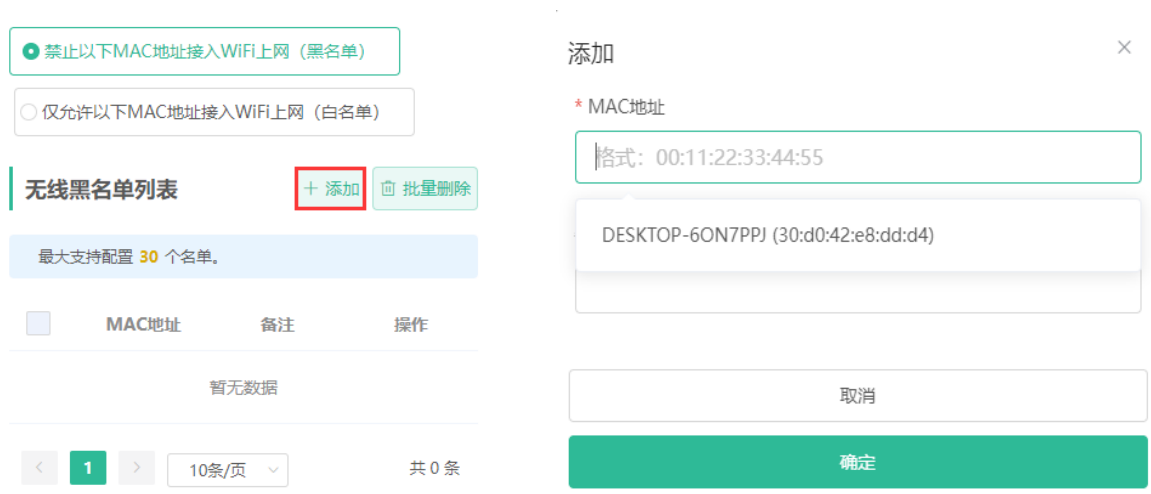 禁止以下MAC地址接入WiFi上网（黑名单）
仅允许以下MAC地址接入WiFi上网（白名单）
无线黑名单列表
添加
批量删除
最大支持配置 30 个名单。
MAC地址 备注 操作
暂无数据
1
10条/页
共 0 条
添加
* MAC地址
格式：00:11:22:33:44:55
DESKTOP-6ON7PPJ (30:d0:42:e8:dd:d4)
取消
确定